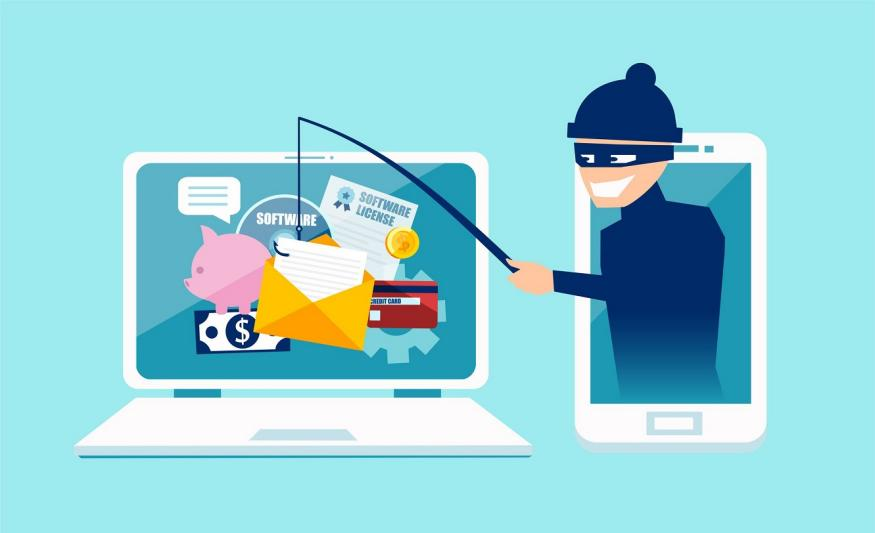 SOFTWARE
SOFTWARE
LICENSE
$
CREDIT CARD
$